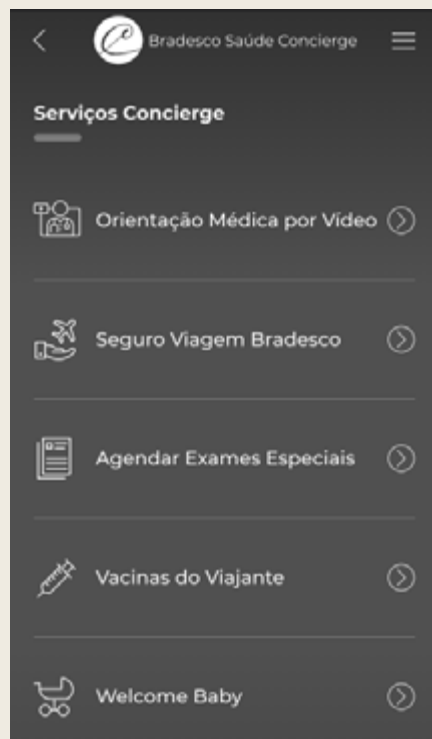 Bradesco Saúde Concierge
Serviços Concierge
Orientação Médica por Vídeo
Seguro Viagem Bradesco
Agendar Exames Especiais
Vacinas do Viajante
Welcome Baby